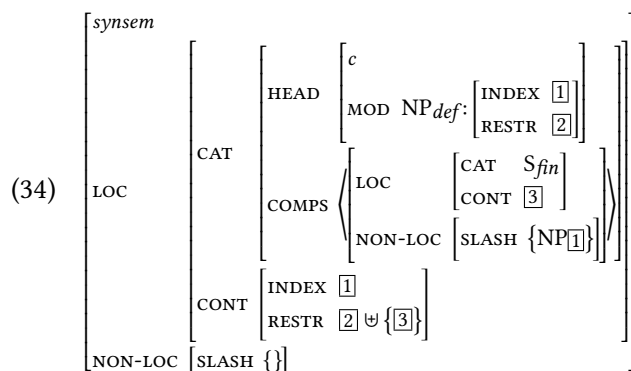 synsem
c
HEAD
MOD NPdef: INDEX 1
RESTR 2
CAT
LOC CAT Sfin
CONT 3
COMPS
(34) LOC
NON-LOC SLASH {NP1}
INDEX 1
CONT
RESTR 2 ⊎ {3}
NON-LOC SLASH {}